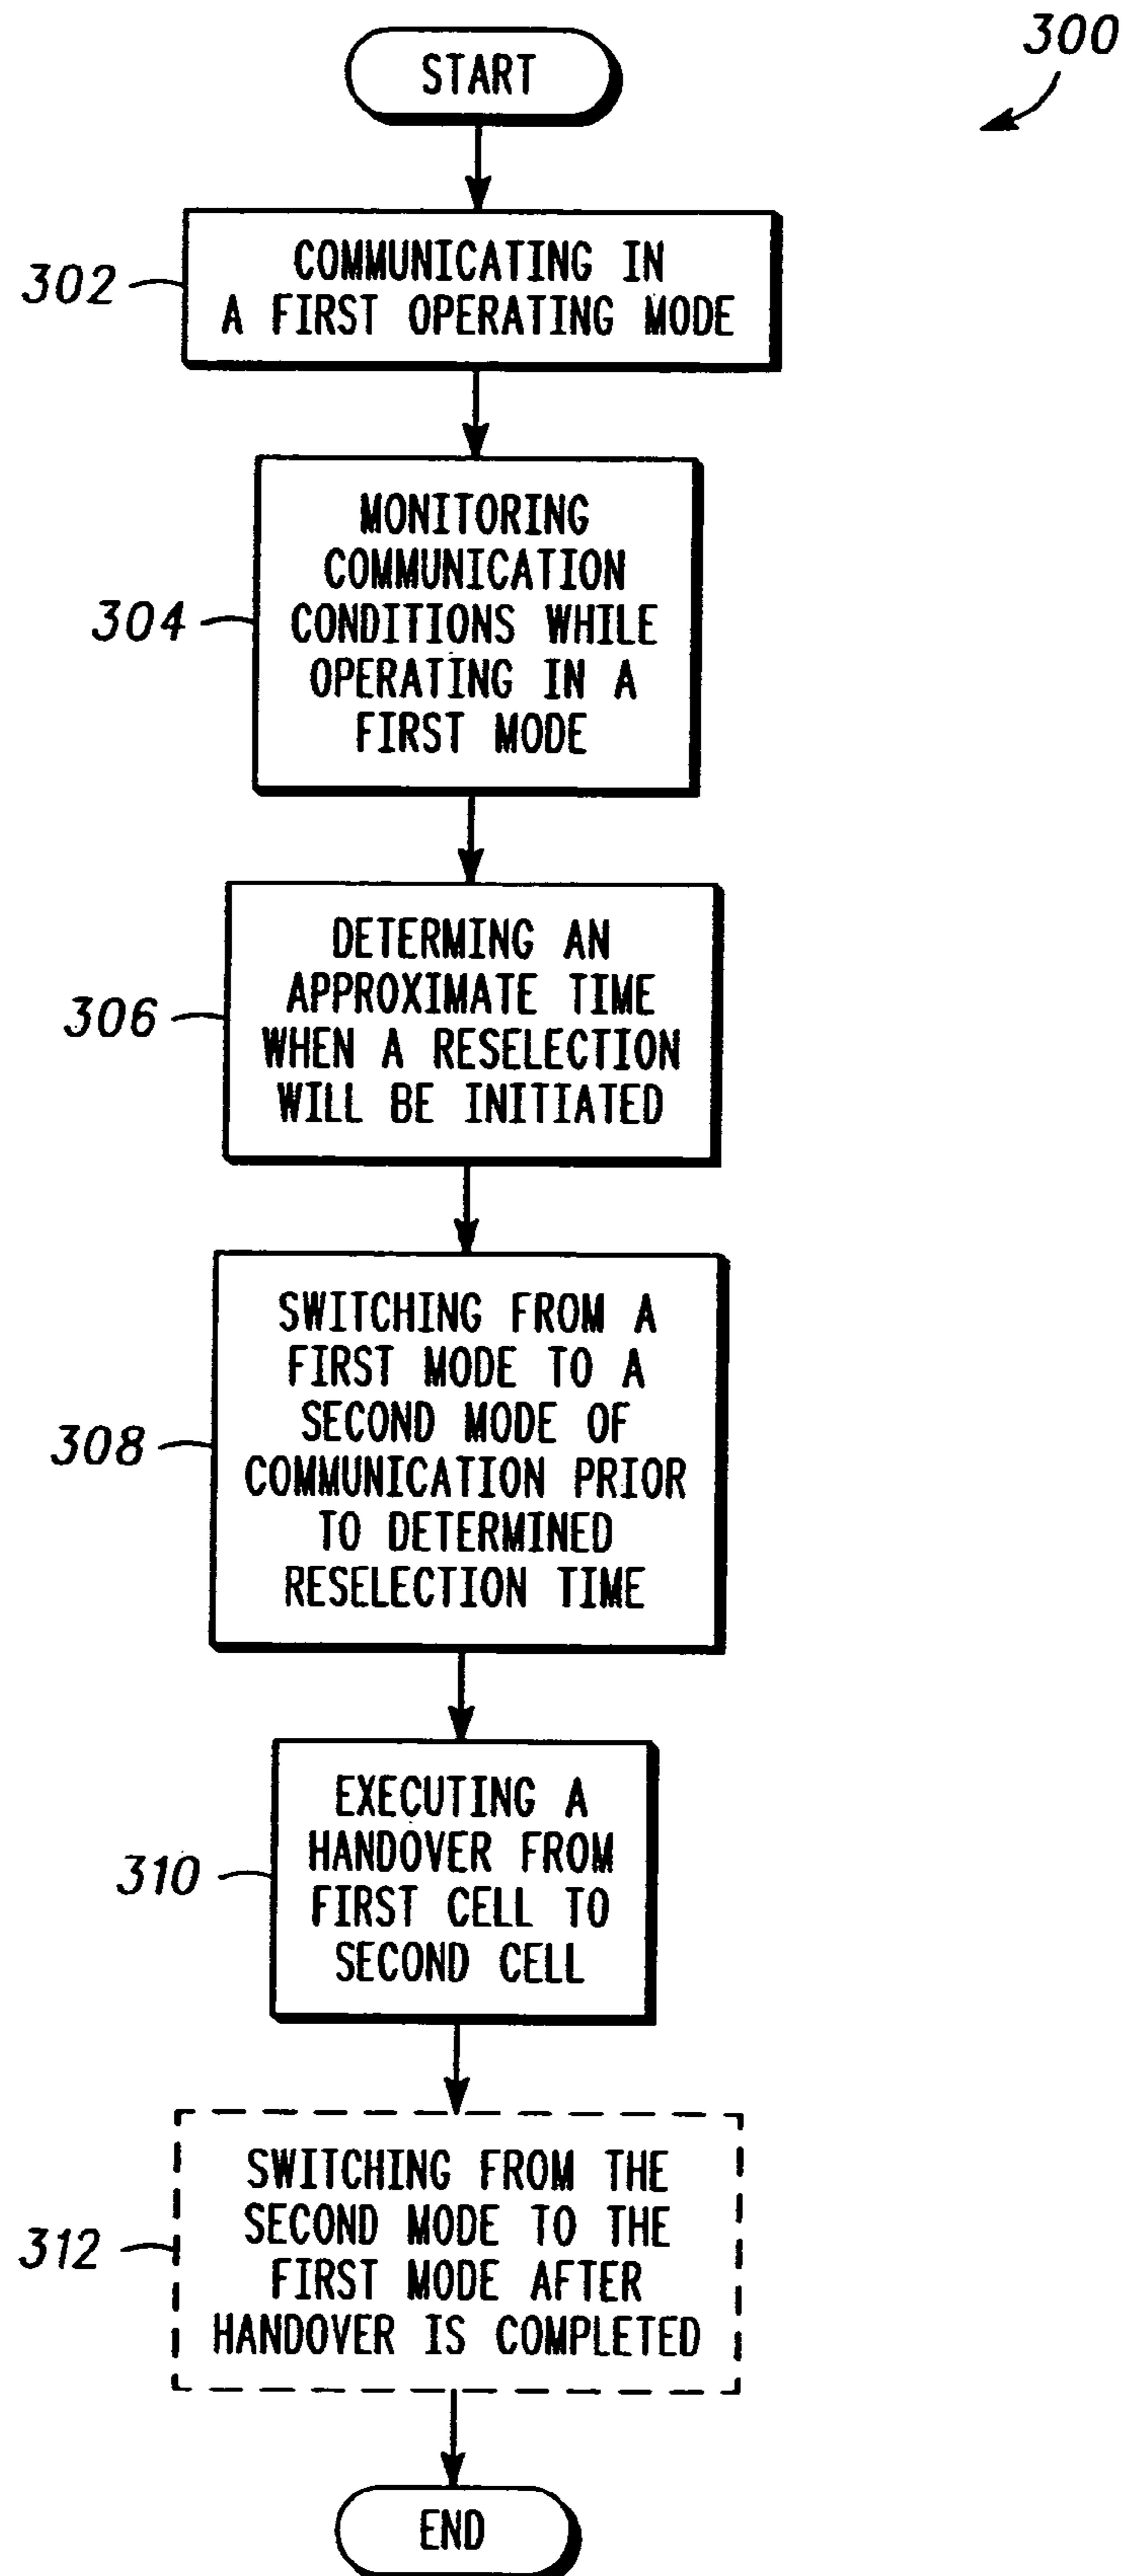 300
START
302
COMMUNICATING IN
A FIRST OPERATING MODE
304
MONITORING
COMMUNICATION
CONDITIONS WHILE
OPERATING IN A
FIRST MODE
306
DETERMING AN
APPROXIMATE TIME
WHEN A RESELECTION
WILL BE INITIATED
308
SWITCHING FROM A
FIRST MODE TO A
SECOND MODE OF
COMMUNICATION PRIOR
TO DETERMINED
RESELECTION TIME
310
EXECUTING A
HANDOVER FROM
FIRST CELL TO
SECOND CELL
312
SWITCHING FROM THE
SECOND MODE TO THE
FIRST MODE AFTER
HANDOVER IS COMPLETED
END